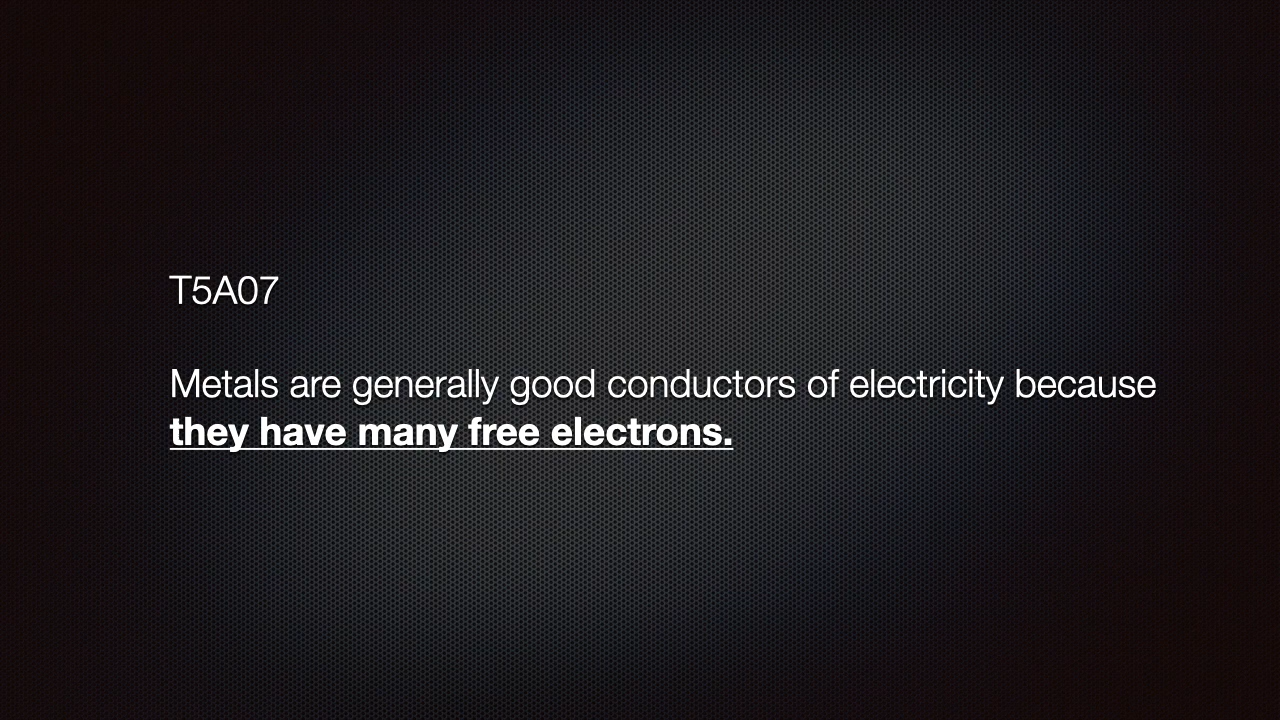 T5A07
Metals are generally good conductors of electricity because
they have many free electrons.